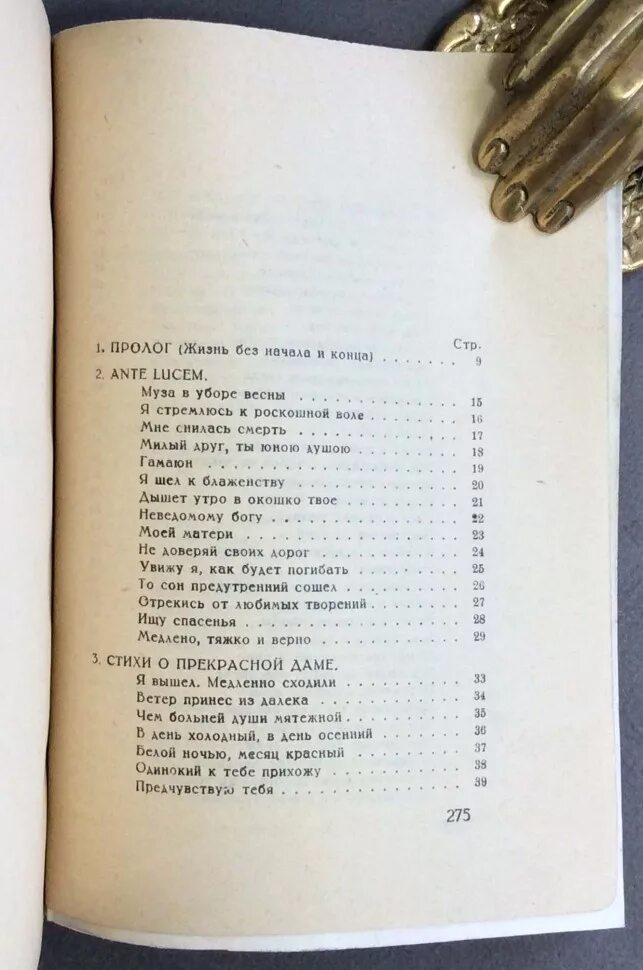 Стр.
1. ПРОЛОГ (Жизнь без начала и конца) . . . . . . . 9
2. ANTE LUCEM.
Муза в уборе весны . . . . . . . . . . . . 15
Я стремлюсь к роскошной воле . . . . . . . 16
Мне снилась смерть . . . . . . . . . . . . 17
Милый друг, ты юною душою . . . . . . . . 18
Гамаюн . . . . . . . . . . . . . . . . . 19
Я шел к блаженству . . . . . . . . . . . . 20
Дышет утро в окошко твое . . . . . . . . . 21
Неведомому богу . . . . . . . . . . . . . 22
Моей матери . . . . . . . . . . . . . . . 23
Не доверяй своих дорог . . . . . . . . . . 24
Увижу я, как будет погибать . . . . . . . . 25
То сон предутренний сошел . . . . . . . . . 26
Отрекись от любимых творений . . . . . . . 27
Ищу спасенья . . . . . . . . . . . . . . . 28
Медлено, тяжко и верно . . . . . . . . . . 29
3. СТИХИ О ПРЕКРАСНОЙ ДАМЕ.
Я вышел. Медленно сходили . . . . . . . . . 33
Ветер принес из далека . . . . . . . . . . 34
Чем больней души мятежной . . . . . . . . . 35
В день холодный, в день осенний . . . . . . 36
Белой ночью, месяц красный . . . . . . . . 37
Одинокий к тебе прихожу . . . . . . . . . . 38
Предчувствую тебя . . . . . . . . . . . . . 39
275